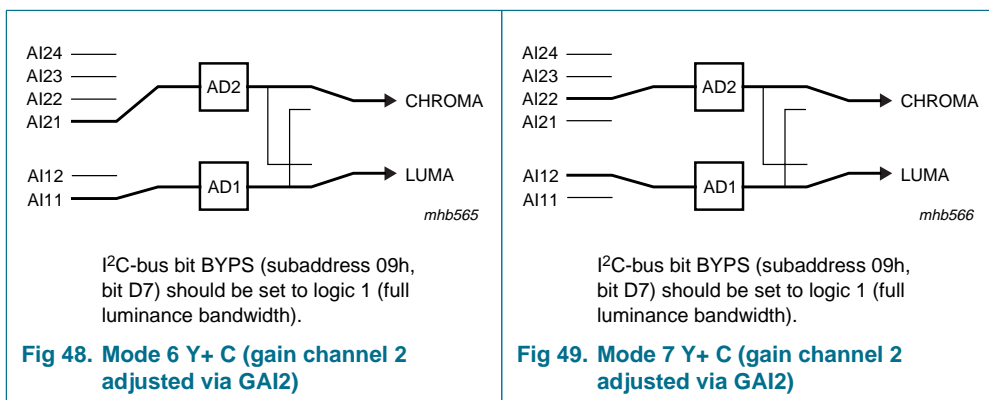 AI24
AI23
AI22
AI21
AD2
CHROMA
AI12
AI11
AD1
LUMA
mhb565
I²C-bus bit BYPS (subaddress 09h,
bit D7) should be set to logic 1 (full
luminance bandwidth).
Fig 48. Mode 6 Y+ C (gain channel 2
adjusted via GAI2)
AI24
AI23
AI22
AI21
AD2
CHROMA
AI12
AI11
AD1
LUMA
mhb566
I²C-bus bit BYPS (subaddress 09h,
bit D7) should be set to logic 1 (full
luminance bandwidth).
Fig 49. Mode 7 Y+ C (gain channel 2
adjusted via GAI2)